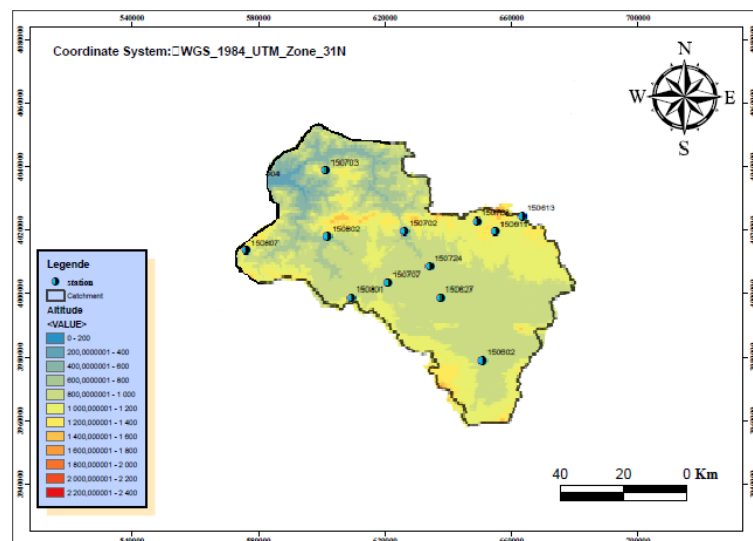 540000 580000 620000 660000 700000
Coordinate System:□WGS_1984_UTM_Zone_31N
N
W E
S
150703
150613
150702
150611
150802
150607
150724
150707
150801
150627
150602
Legende
station
Catchment
Altitude
<VALUE>
0 - 200
200,0000001 - 400
400,0000001 - 600
600,0000001 - 800
800,0000001 - 1 000
1 000,000001 - 1 200
1 200,000001 - 1 400
1 400,000001 - 1 600
1 600,000001 - 1 800
1 800,000001 - 2 000
2 000,000001 - 2 200
2 200,000001 - 2 400
40 20 0 Km
540000 580000 620000 660000 700000